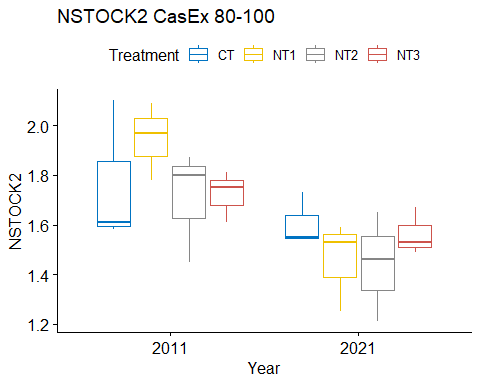 NSTOCK2 CasEx 80-100
Treatment CT NT1 NT2 NT3
NSTOCK2
2.0
1.8
1.6
1.4
1.2
2011 2021
Year